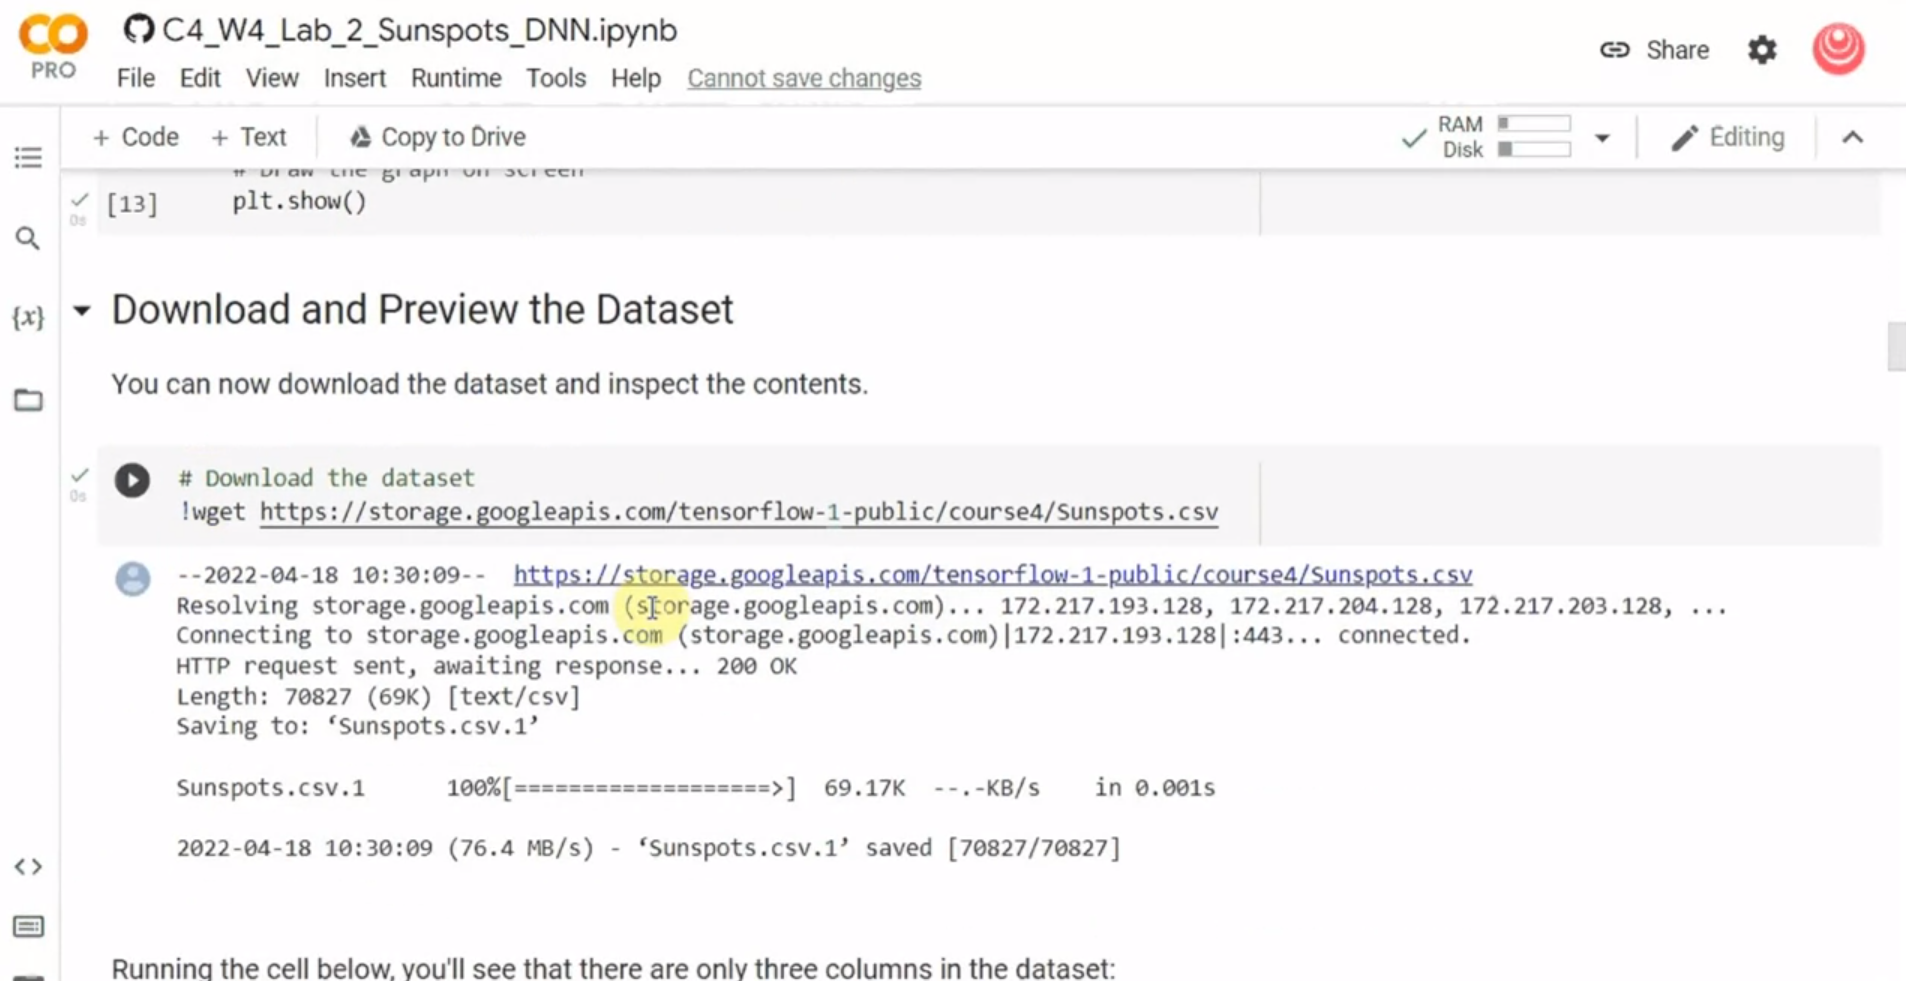 C4_W4_Lab_2_Sunspots_DNN.ipynb
PRO
File Edit View Insert Runtime Tools Help Cannot save changes
Share
+ Code + Text Copy to Drive
RAM
Disk
Editing
# Draw the graph on screen
[13] plt.show()
0s
{x}
Download and Preview the Dataset
You can now download the dataset and inspect the contents.
0s
# Download the dataset
!wget https://storage.googleapis.com/tensorflow-1-public/course4/Sunspots.csv
--2022-04-18 10:30:09-- https://storage.googleapis.com/tensorflow-1-public/course4/Sunspots.csv
Resolving storage.googleapis.com (storage.googleapis.com)... 172.217.193.128, 172.217.204.128, 172.217.203.128, ...
Connecting to storage.googleapis.com (storage.googleapis.com)|172.217.193.128|:443... connected.
HTTP request sent, awaiting response... 200 OK
Length: 70827 (69K) [text/csv]
Saving to: ‘Sunspots.csv.1’
Sunspots.csv.1 100%[===================>] 69.17K --.-KB/s in 0.001s
2022-04-18 10:30:09 (76.4 MB/s) - ‘Sunspots.csv.1’ saved [70827/70827]
Running the cell below, you'll see that there are only three columns in the dataset: